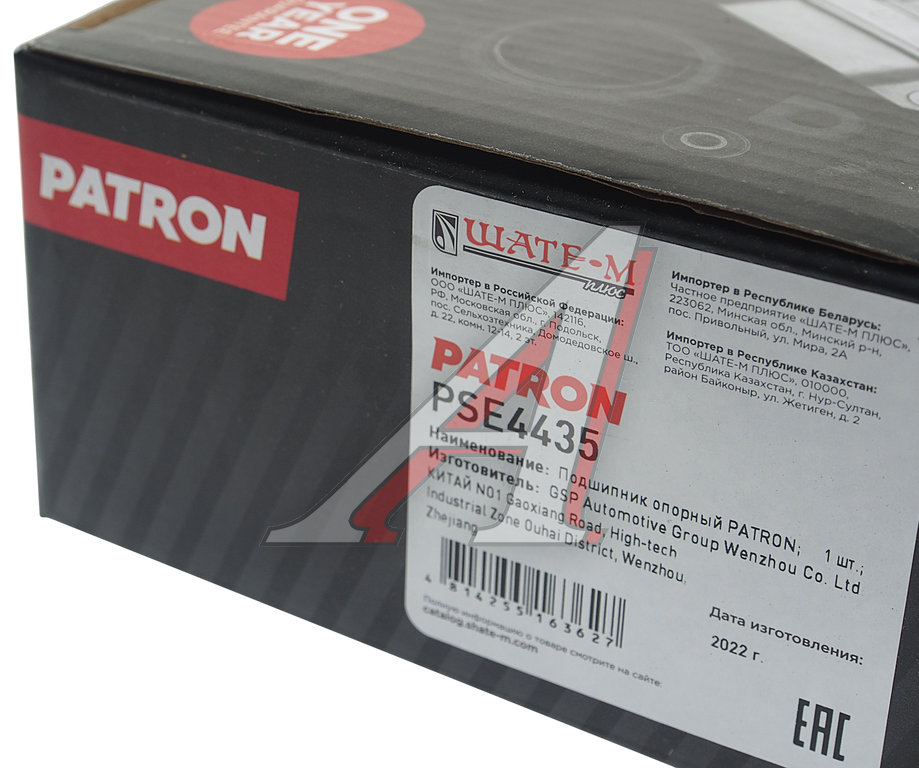 ONE
YEAR
GUARANTEE
PATRON
ШАТЕ-М
плюс
Импортер в Российской Федерации:
ООО «ШАТЕ-М ПЛЮС», 142116,
РФ, Московская обл., г. Подольск,
пос. Сельхозтехника, Домодедовское ш.,
д. 22, комн. 12-14, 2 эт.
Импортер в Республике Беларусь:
Частное предприятие «ШАТЕ-М ПЛЮС»,
223062, Минская обл., Минский р-н,
пос. Привольный, ул. Мира, 2А
Импортер в Республике Казахстан:
ТОО «ШАТЕ-М ПЛЮС», 010000,
Республика Казахстан, г. Нур-Султан,
район Байконыр, ул. Жетиген, д. 2
PATRON
PSE4435
Наименование: Подшипник опорный PATRON; 1 шт.;
Изготовитель: GSP Automotive Group Wenzhou Co. Ltd
КИТАЙ N01 Gaoxiang Road, High-tech
Industrial Zone Ouhai District, Wenzhou,
Zhejiang
4 814255 163627
Полную информацию о товаре смотрите на сайте:
catalog.shate-m.com
Дата изготовления:
2022 г.
EAC